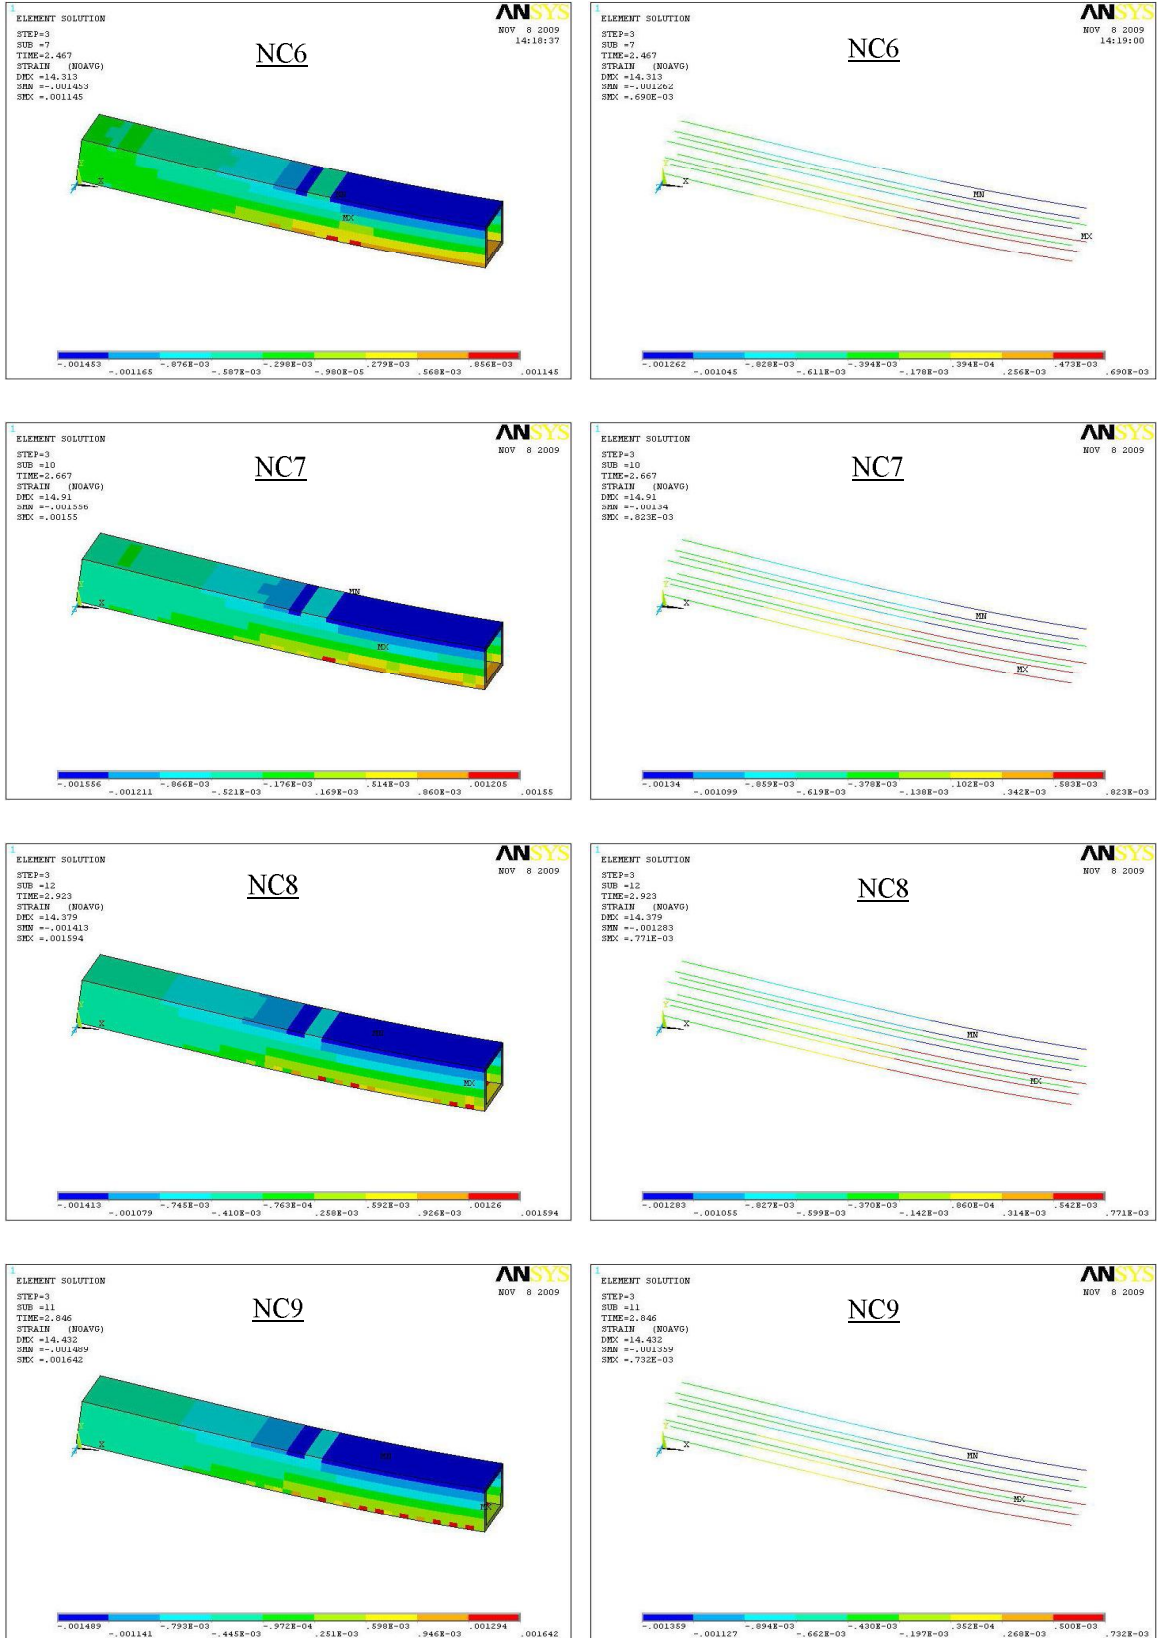 1
ELEMENT SOLUTION
STEP=3
SUB =7
TIME=2.467
STRAIN (NOAVG)
DMX =14.313
SMN =-.001453
SMX =.001145
NC6
ANSYS
NOV 8 2009
14:18:37
Y
Z
X
MN
MX
-.001453 -.876E-03 -.298E-03 .279E-03 .856E-03
-.001165 -.587E-03 -.980E-05 .568E-03 .001145
1
ELEMENT SOLUTION
STEP=3
SUB =7
TIME=2.467
STRAIN (NOAVG)
DMX =14.313
SMN =-.001262
SMX =.690E-03
NC6
ANSYS
NOV 8 2009
14:19:00
Y
Z
X
MN
MX
-.001262 -.828E-03 -.394E-03 .394E-04 .473E-03
-.001045 -.611E-03 -.178E-03 .256E-03 .690E-03
1
ELEMENT SOLUTION
STEP=3
SUB =10
TIME=2.667
STRAIN (NOAVG)
DMX =14.91
SMN =-.001556
SMX =.00155
NC7
ANSYS
NOV 8 2009
Y
Z
X
MN
MX
-.001556 -.866E-03 -.176E-03 .514E-03 .001205
-.001211 -.521E-03 .169E-03 .860E-03 .00155
1
ELEMENT SOLUTION
STEP=3
SUB =10
TIME=2.667
STRAIN (NOAVG)
DMX =14.91
SMN =-.00134
SMX =.823E-03
NC7
ANSYS
NOV 8 2009
Y
Z
X
MN
MX
-.00134 -.859E-03 -.378E-03 .102E-03 .583E-03
-.001099 -.619E-03 -.138E-03 .342E-03 .823E-03
1
ELEMENT SOLUTION
STEP=3
SUB =12
TIME=2.923
STRAIN (NOAVG)
DMX =14.379
SMN =-.001413
SMX =.001594
NC8
ANSYS
NOV 8 2009
Y
Z
X
MN
MX
-.001413 -.745E-03 -.763E-04 .592E-03 .00126
-.001079 -.410E-03 .258E-03 .926E-03 .001594
1
ELEMENT SOLUTION
STEP=3
SUB =12
TIME=2.923
STRAIN (NOAVG)
DMX =14.379
SMN =-.001283
SMX =.771E-03
NC8
ANSYS
NOV 8 2009
Y
Z
X
MN
MX
-.001283 -.827E-03 -.370E-03 .860E-04 .542E-03
-.001055 -.599E-03 -.142E-03 .314E-03 .771E-03
1
ELEMENT SOLUTION
STEP=3
SUB =11
TIME=2.846
STRAIN (NOAVG)
DMX =14.432
SMN =-.001489
SMX =.001642
NC9
ANSYS
NOV 8 2009
Y
Z
X
MN
MX
-.001489 -.793E-03 -.972E-04 .598E-03 .001294
-.001141 -.445E-03 .251E-03 .946E-03 .001642
1
ELEMENT SOLUTION
STEP=3
SUB =11
TIME=2.846
STRAIN (NOAVG)
DMX =14.432
SMN =-.001359
SMX =.732E-03
NC9
ANSYS
NOV 8 2009
Y
Z
X
MN
MX
-.001359 -.894E-03 -.430E-03 .352E-04 .500E-03
-.001127 -.662E-03 -.197E-03 .268E-03 .732E-03